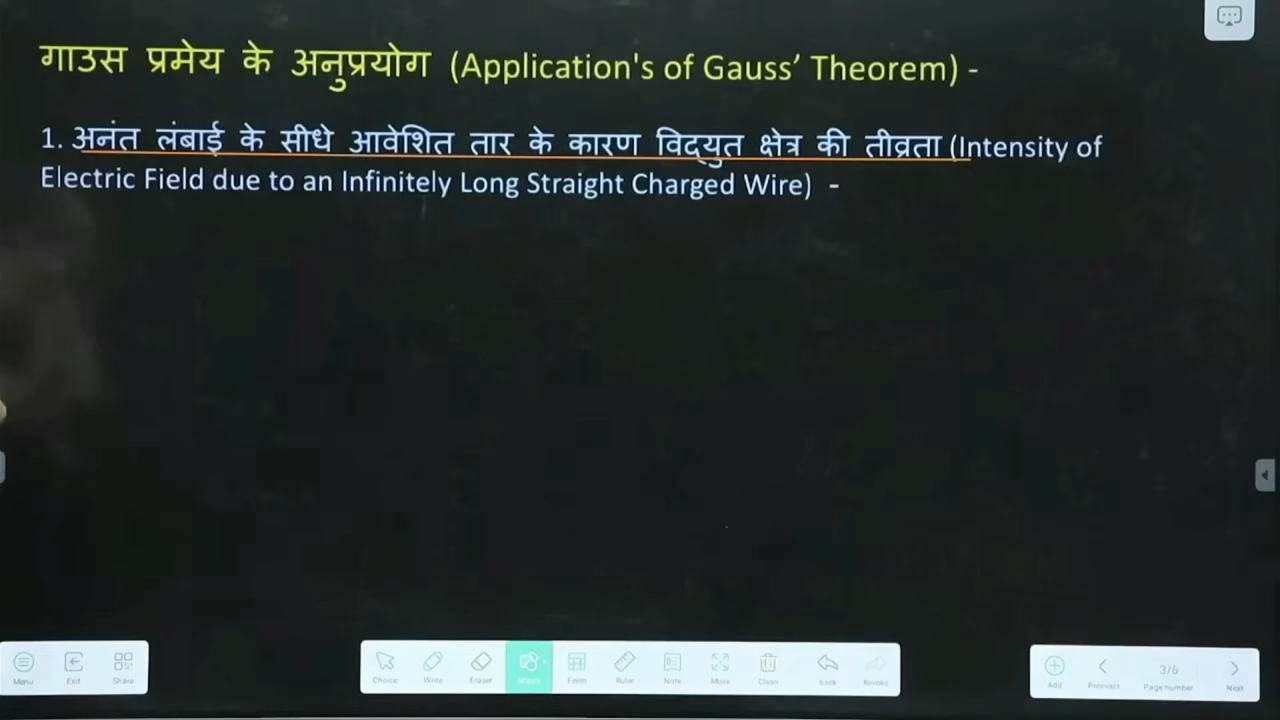 गाउस प्रमेय के अनुप्रयोग (Application's of Gauss’ Theorem) -
1. अनंत लंबाई के सीधे आवेशित तार के कारण विद्युत क्षेत्र की तीव्रता (Intensity of
Electric Field due to an Infinitely Long Straight Charged Wire) -
Menu Exit Share Choice Write Eraser Form Ruler Note Move Clean back Revoke Add Previous 3/6 Page number Next